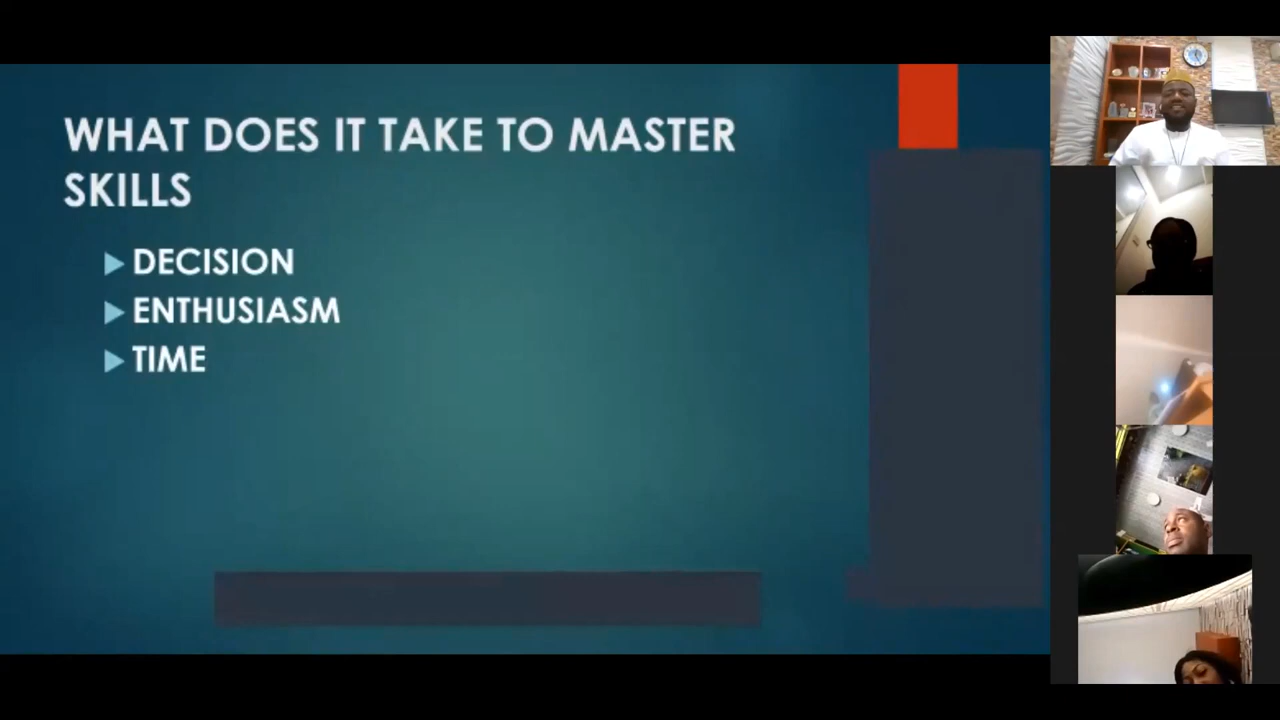 WHAT DOES IT TAKE TO MASTER
SKILLS
DECISION
ENTHUSIASM
TIME